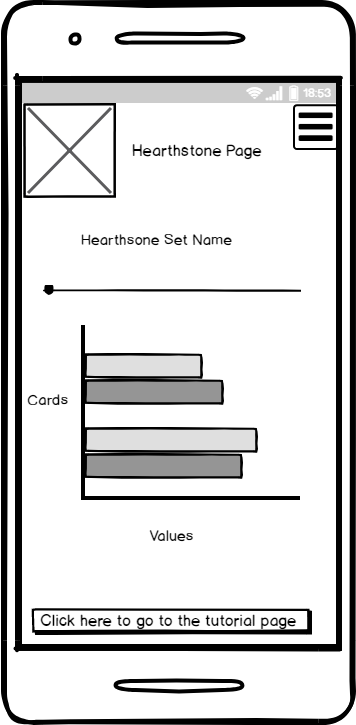 18:53
Hearthstone Page
Hearthsone Set Name
Cards
Values
Click here to go to the tutorial page